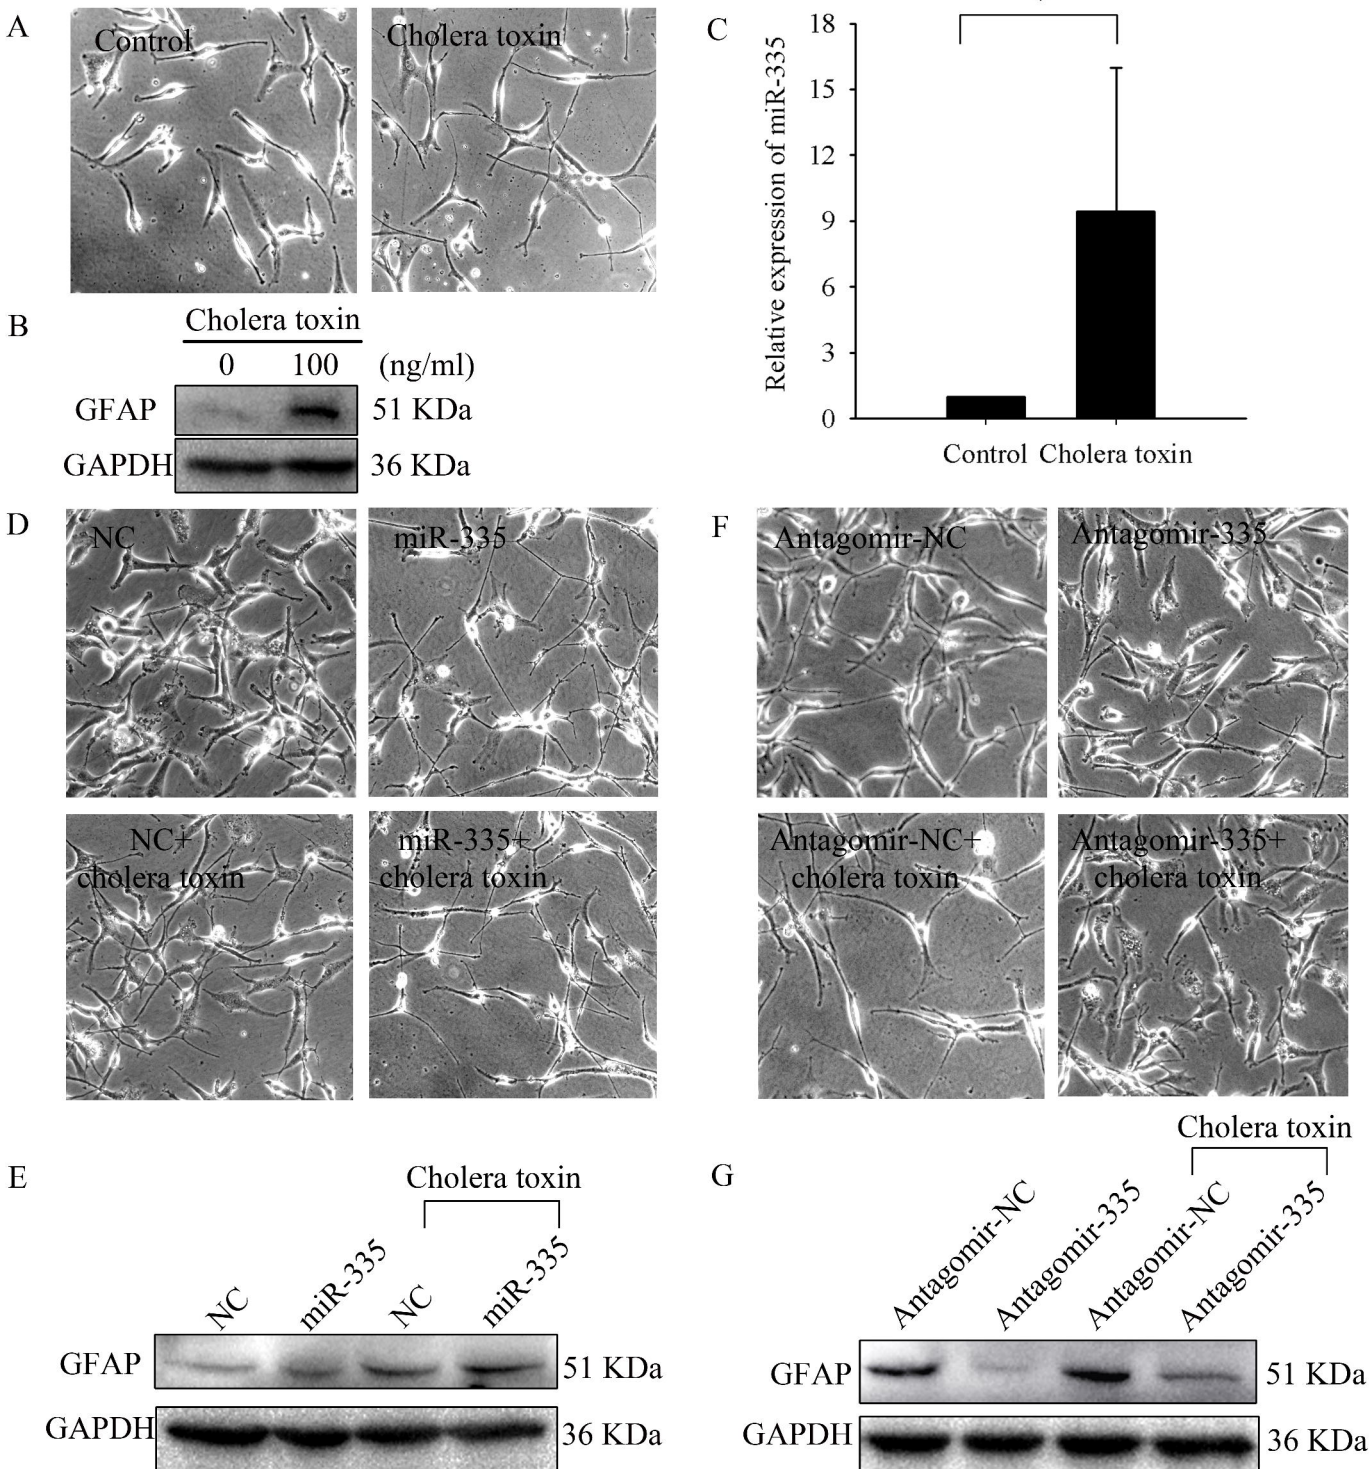 A
Control
Cholera toxin
C
18
15
12
9
6
3
0
Relative expression of miR-335
Control Cholera toxin
B
Cholera toxin
0 100 (ng/ml)
GFAP 51 KDa
GAPDH 36 KDa
D
NC
miR-335
NC+
cholera toxin
miR-335+
cholera toxin
F
Antagomir-NC
Antagomir-335
Antagomir-NC+
cholera toxin
Antagomir-335+
cholera toxin
E
Cholera toxin
NC
miR-335
NC
miR-335
GFAP 51 KDa
GAPDH 36 KDa
G
Cholera toxin
Antagomir-NC
Antagomir-335
Antagomir-NC
Antagomir-335
GFAP 51 KDa
GAPDH 36 KDa